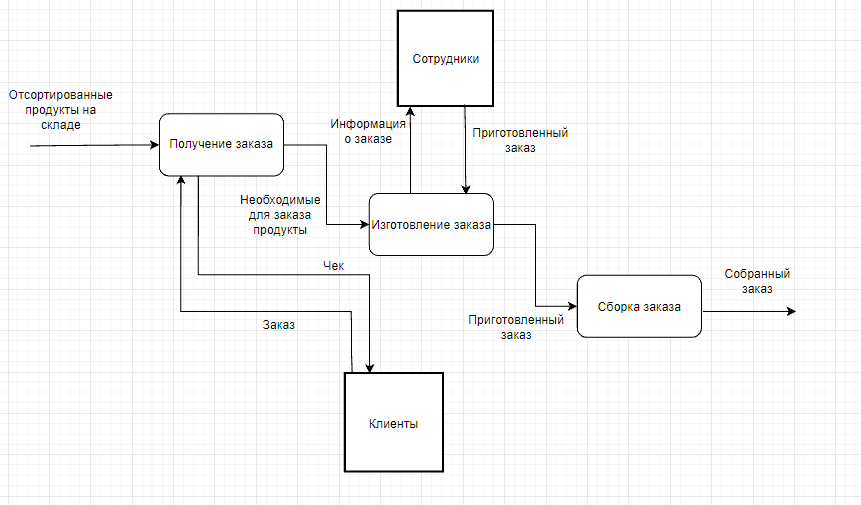 Сотрудники
Отсортированные
продукты на
складе
Информация
о заказе
Приготовленный
заказ
Получение заказа
Необходимые
для заказа
продукты
Изготовление заказа
Чек
Собранный
заказ
Сборка заказа
Заказ
Приготовленный
заказ
Клиенты